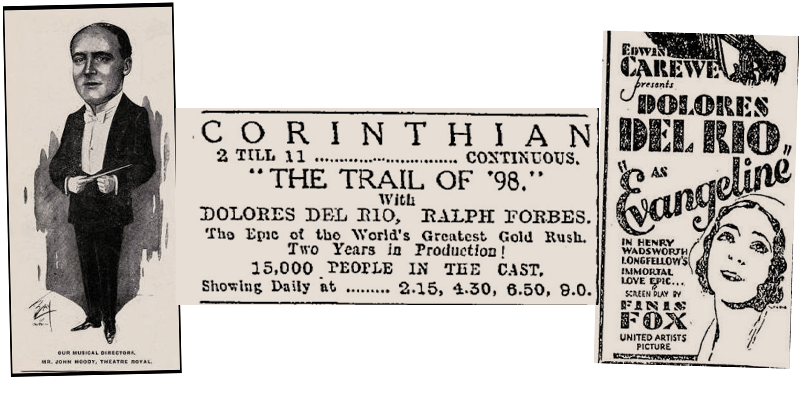 OUR MUSICAL DIRECTORS.
MR. JOHN MOODY, THEATRE ROYAL.
CORINTHIAN
2 TILL 11 .................................. CONTINUOUS.
"THE TRAIL OF '98."
With
DOLORES DEL RIO, RALPH FORBES.
The Epic of the World's Greatest Gold Rush.
Two Years in Production!
15,000 PEOPLE IN THE CAST.
Showing Daily at ......... 2.15, 4.30, 6.50, 9.0.
EDWIN
CAREWE
presents
DOLORES
DEL RIO
AS
"Evangeline"
IN HENRY
WADSWORTH
LONGFELLOW'S
IMMORTAL
LOVE EPIC...
SCREEN PLAY BY
FINIS
FOX
UNITED ARTISTS
PICTURE